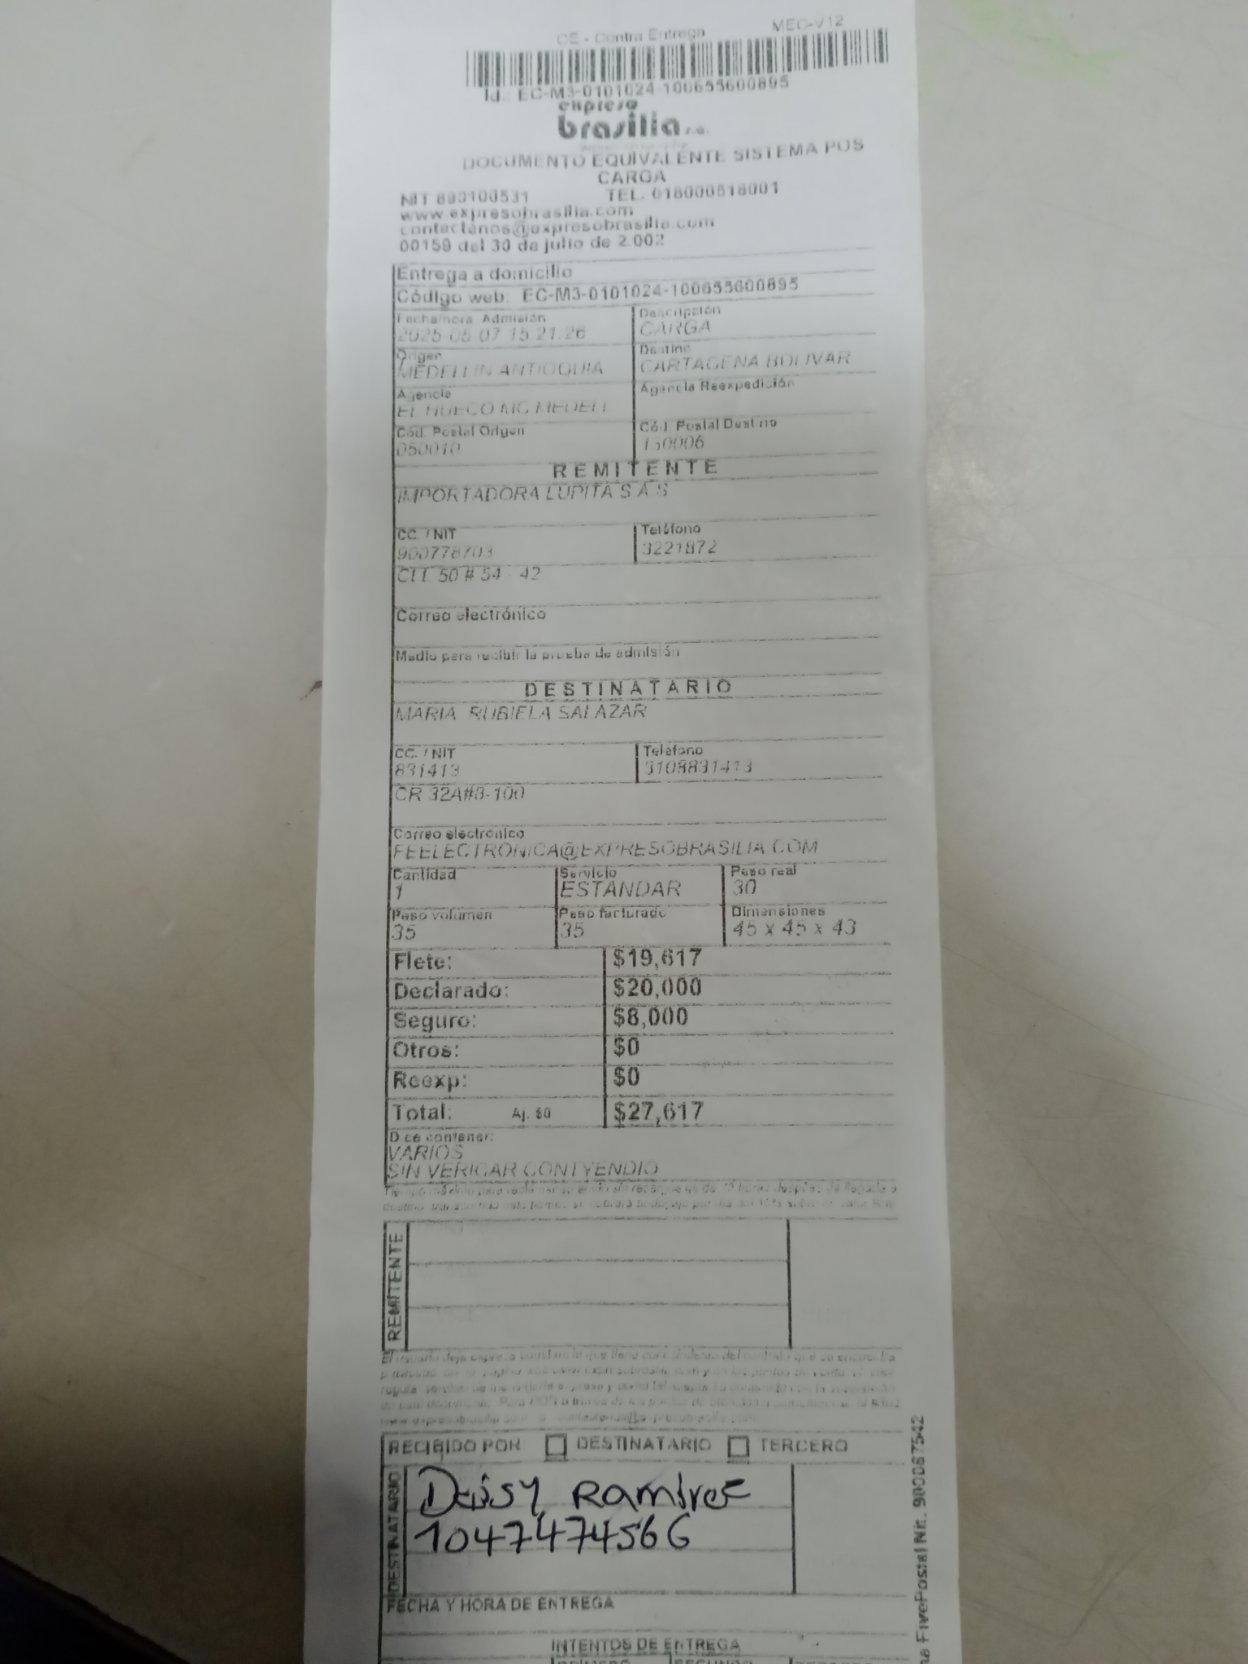 CE - Contra Entrega MEC-V12
Id.: EC-M3-0101024-100655600895
expreso
brasilia s.a.
DOCUMENTO EQUIVALENTE SISTEMA POS
CARGA
NIT 890100531 TEL. 018000518001
www.expresobrasilia.com
contactenos@expresobrasilia.com
00159 del 30 de julio de 2.002
Entrega a domicilio
Código web: EC-M3-0101024-100655600895
Fecha/hora Admisión Descripción
15:21:26 CARGA
Origen Destino
MEDELLIN ANTIOQUIA CARTAGENA BOLIVAR
Agencia Agencia Reexpedición
EL HUECO MC MEDELL
Cód. Postal Origen Cód. Postal Destino
050010
REMITENTE
IMPORTADORA LUPITA S A S
CC. / NIT Teléfono
900778703 3221872
CLL 50 # 54 - 42
Correo electrónico
Medio para recibir la prueba de admisión
DESTINATARIO
MARIA RUBIELA SALAZAR
CC. / NIT Teléfono
831413 3108831413
CR 32A#8-100
Correo electrónico
FEELECTRONICA@EXPRESOBRASILIA.COM
Cantidad Servicio Peso real
1 ESTANDAR 30
Peso volumen Peso facturado Dimensiones
35 35 45 x 45 x 43
Flete: $19,617
Declarado: $20,000
Seguro: $8,000
Otros: $0
Reexp: $0
Total: Aj. $0 $27,617
Dice contener:
VARIOS
SIN VERICAR CONTYENDIO
REMITENTE
RECIBIDO POR DESTINATARIO TERCERO
DESTINATARIO
Deisy Ramirez
1047474566
FECHA Y HORA DE ENTREGA
INTENTOS DE ENTREGA
FivePostal Nit. 900087542